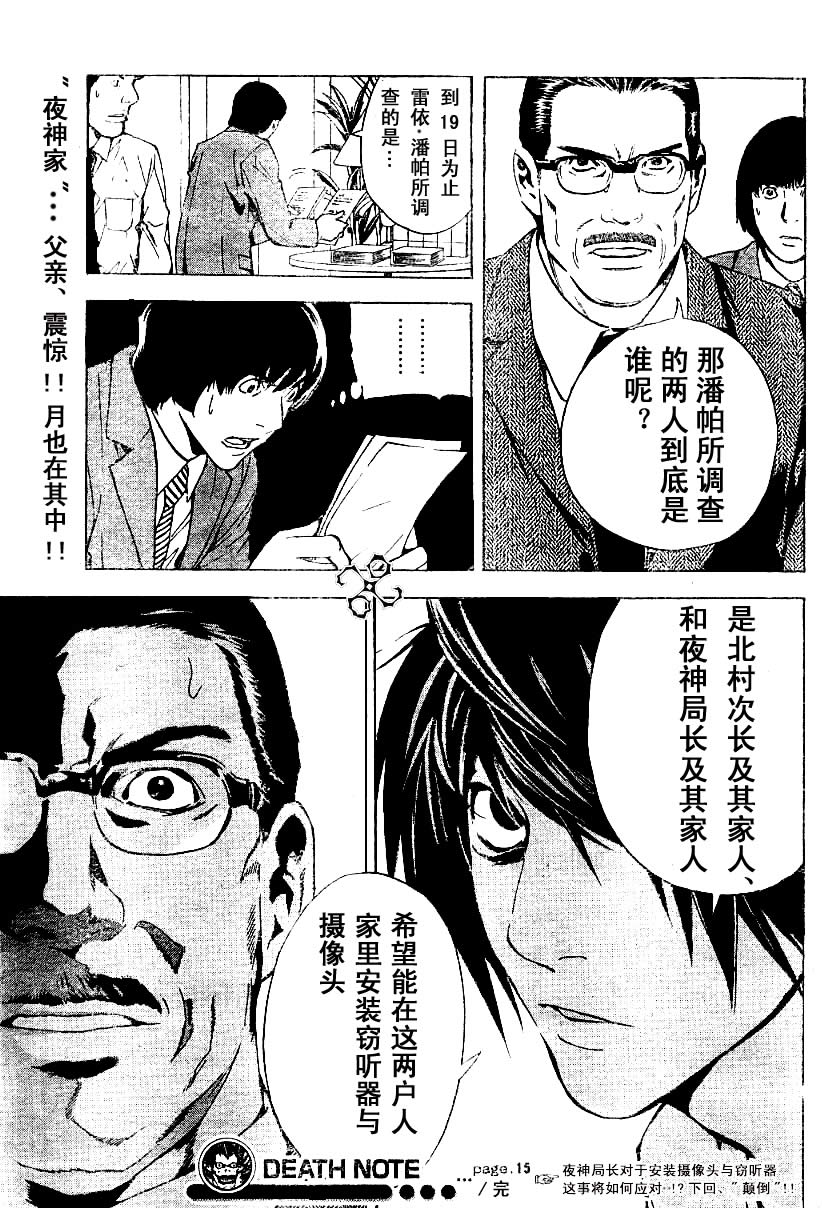 那潘帕所调查
的两人到底是
谁呢？
到19日为止
雷依·潘帕所调
查的是…
……
……
“夜神家”…父亲、震惊!!月也在其中!!
是北村次长及其家人、
和夜神局长及其家人
希望能在这两户人
家里安装窃听器与
摄像头
DEATH NOTE
… page.15
/完
☞夜神局长对于安装摄像头与窃听器
这事将如何应对…!?下回、“颠倒”!!